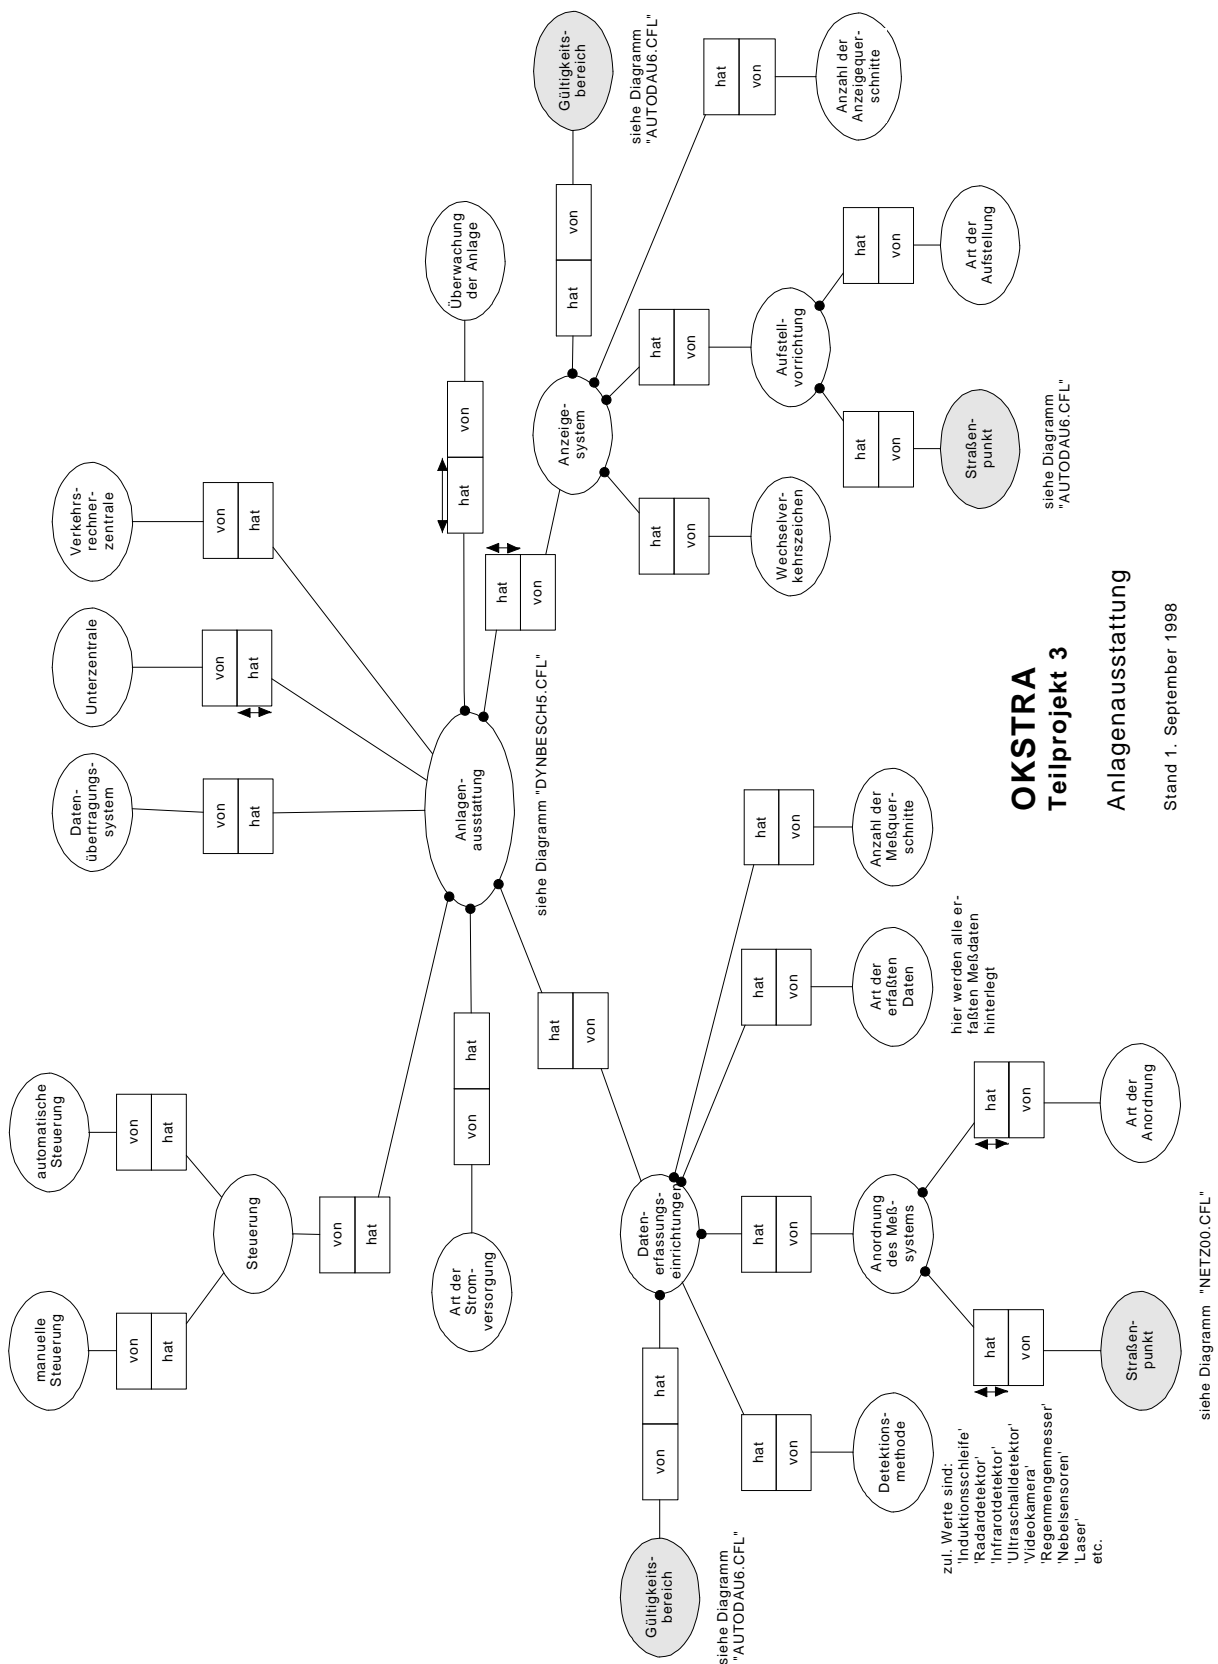 manuelle
Steuerung
von
hat
automatische
Steuerung
von
hat
Steuerung
von
hat
Daten-
übertragungs-
system
von
hat
Unterzentrale
von
hat
Verkehrs-
rechner-
zentrale
von
hat
Art der
Strom-
versorgung
von
hat
Anlagen-
ausstattung
siehe Diagramm "DYNBESCH5.CFL"
hat
von
Überwachung
der Anlage
hat
von
Anzeige-
system
hat
von
Gültigkeits-
bereich
siehe Diagramm
"AUTODAU6.CFL"
hat
von
Anzahl der
Anzeigequer-
schnitte
hat
von
Wechselver-
kehrszeichen
hat
von
Aufstell-
vorrichtung
hat
von
Straßen-
punkt
siehe Diagramm
"AUTODAU6.CFL"
hat
von
Art der
Aufstellung
hat
von
Daten-
erfassungs-
einrichtungen
Gültigkeits-
bereich
siehe Diagramm
"AUTODAU6.CFL"
von
hat
hat
von
Detektions-
methode
zul. Werte sind:
'Induktionsschleife'
'Radardetektor'
'Infrarotdetektor'
'Ultraschalldetektor'
'Videokamera'
'Regenmengenmesser'
'Nebelsensoren'
'Laser'
etc.
hat
von
Anordnung
des Meß-
systems
hat
von
Straßen-
punkt
siehe Diagramm "NETZ00.CFL"
hat
von
Art der
Anordnung
hat
von
Art der
erfaßten
Daten
hier werden alle er-
faßten Meßdaten
hinterlegt
hat
von
Anzahl der
Meßquer-
schnitte
OKSTRA
Teilprojekt 3
Anlagenausstattung
Stand 1. September 1998